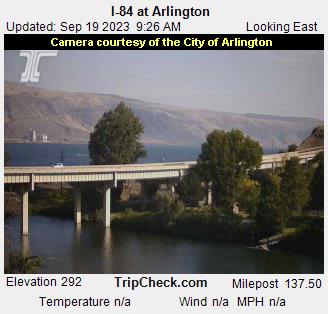 I-84 at Arlington
Updated: Sep 19 2023 9:26 AM Looking East
Camera courtesy of the City of Arlington
Elevation 292 TripCheck.com Milepost 137.50
Temperature n/a Wind n/a MPH n/a